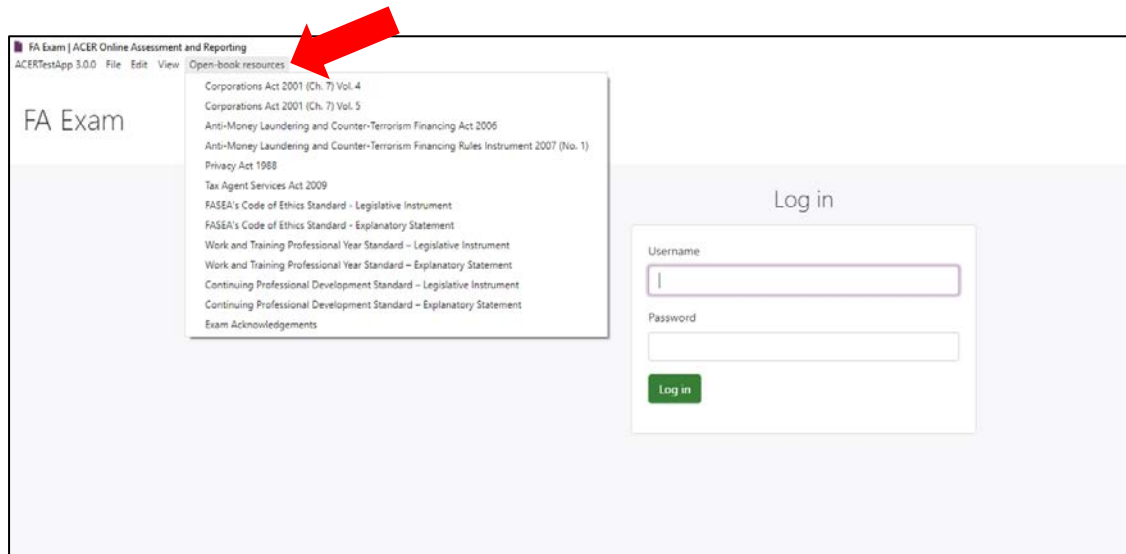 FA Exam | ACER Online Assessment and Reporting
ACERTestApp 3.0.0 File Edit View Open-book resources
Corporations Act 2001 (Ch. 7) Vol. 4
Corporations Act 2001 (Ch. 7) Vol. 5
FA Exam
Anti-Money Laundering and Counter-Terrorism Financing Act 2006
Anti-Money Laundering and Counter-Terrorism Financing Rules Instrument 2007 (No. 1)
Privacy Act 1988
Tax Agent Services Act 2009
FASEA's Code of Ethics Standard - Legislative Instrument
FASEA's Code of Ethics Standard - Explanatory Statement
Work and Training Professional Year Standard – Legislative Instrument
Work and Training Professional Year Standard – Explanatory Statement
Continuing Professional Development Standard – Legislative Instrument
Continuing Professional Development Standard – Explanatory Statement
Exam Acknowledgements
Log in
Username
Password
Log in